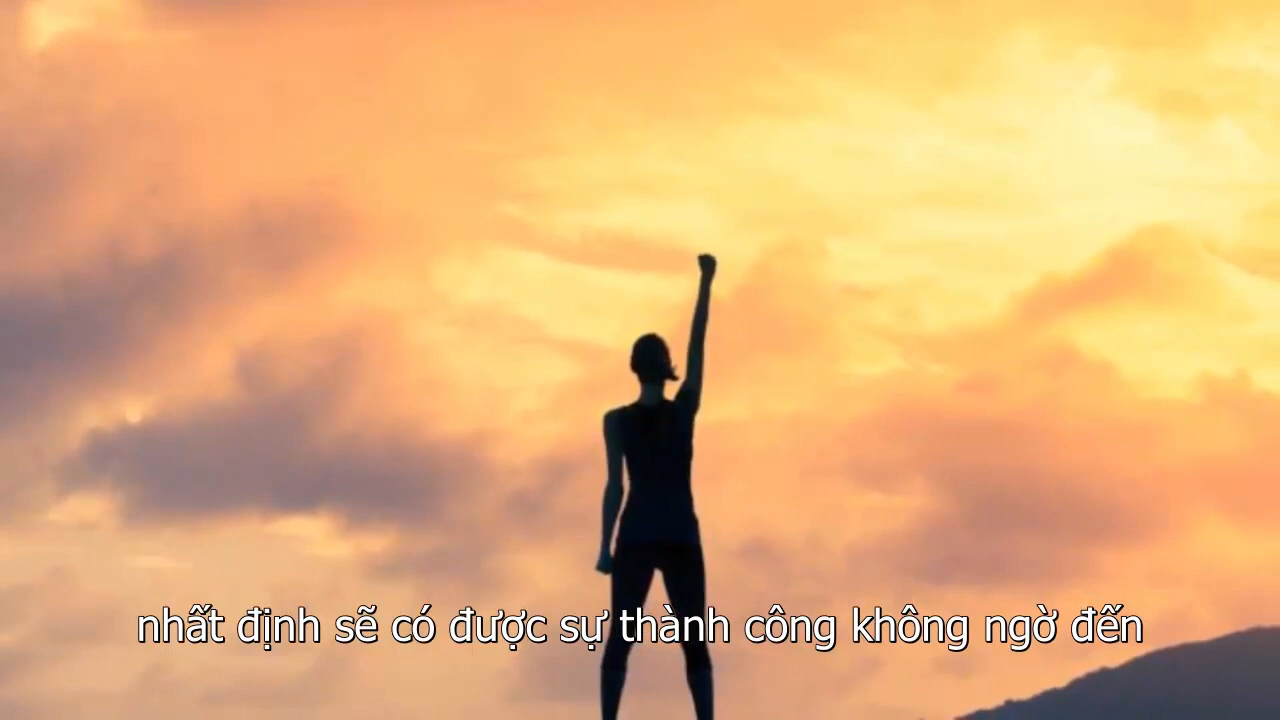 nhất định sẽ có được sự thành công không ngờ đến